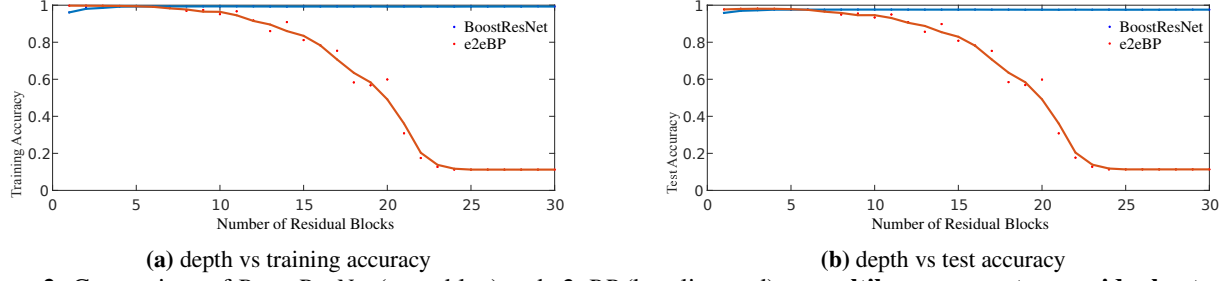 1
0.8
0.6
0.4
0.2
0
Training Accuracy
BoostResNet
e2eBP
0 5 10 15 20 25 30
Number of Residual Blocks
(a) depth vs training accuracy
1
0.8
0.6
0.4
0.2
0
Test Accuracy
BoostResNet
e2eBP
0 5 10 15 20 25 30
Number of Residual Blocks
(b) depth vs test accuracy